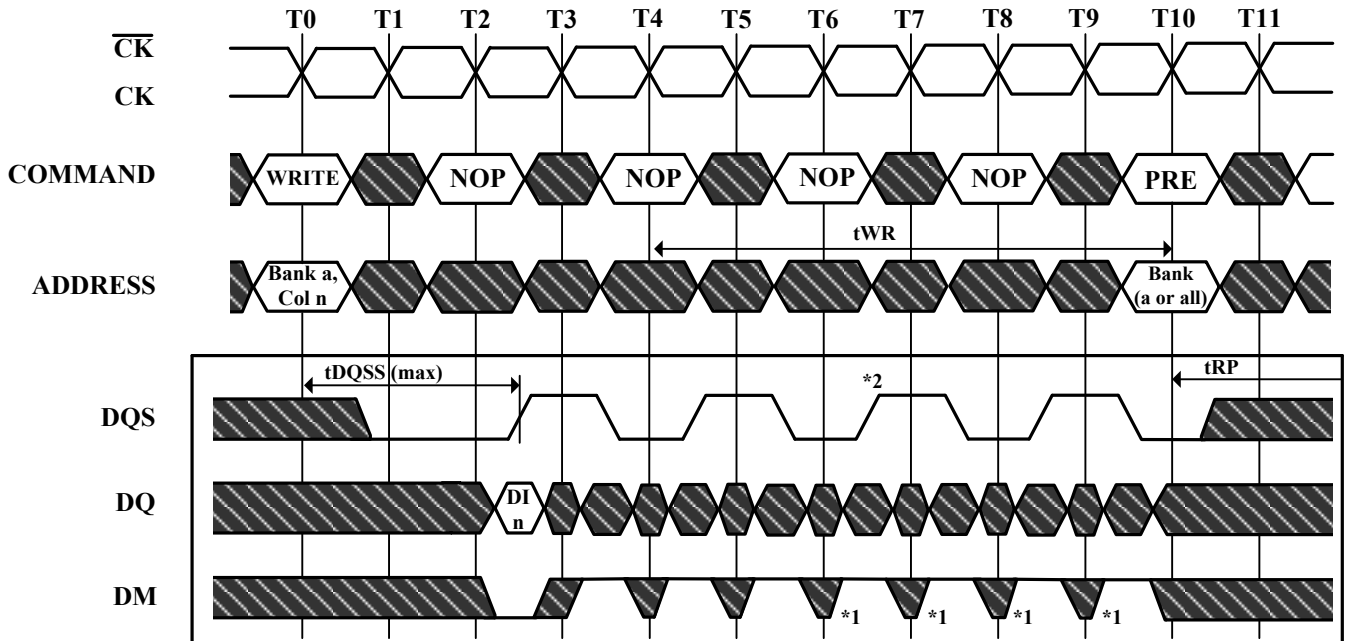 T0 T1 T2 T3 T4 T5 T6 T7 T8 T9 T10 T11
CK
CK
COMMAND
WRITE NOP NOP NOP NOP PRE
tWR
ADDRESS
Bank a,
Col n
Bank
(a or all)
tDQSS (max)
*2
tRP
DQS
DQ
DI
n
DM
*1 *1 *1 *1